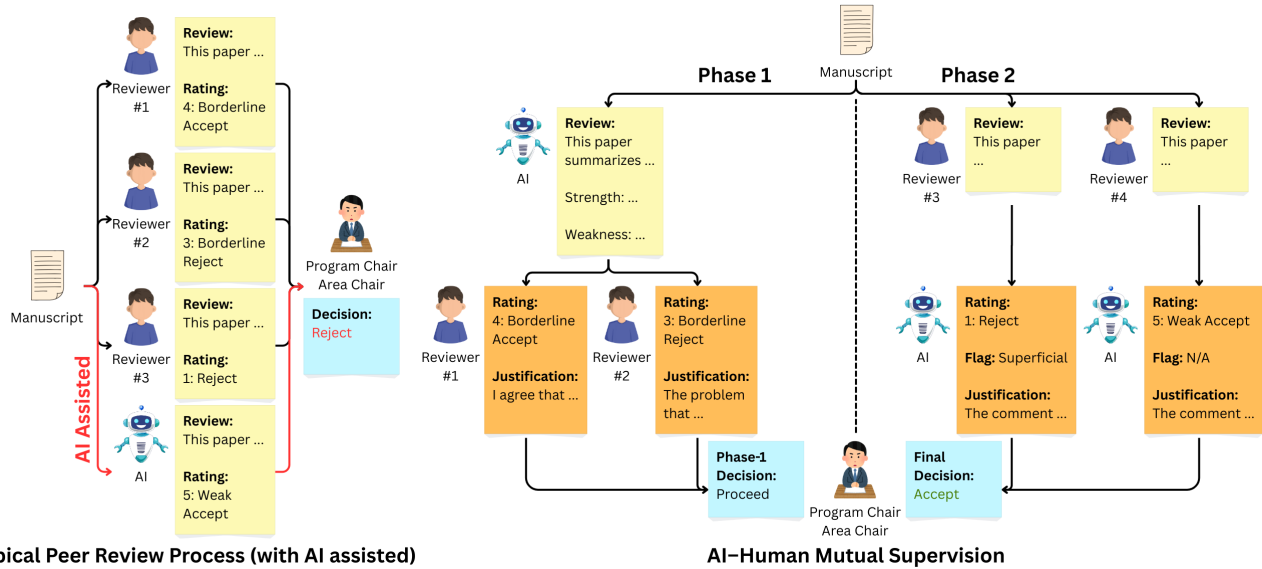 Review:
This paper ...
Rating:
4: Borderline
Accept
Reviewer
#1
Review:
This paper ...
Rating:
3: Borderline
Reject
Reviewer
#2
Manuscript
Review:
This paper ...
Rating:
1: Reject
Reviewer
#3
AI Assisted
Review:
This paper ...
Rating:
5: Weak
Accept
AI
Program Chair
Area Chair
Decision:
Reject
pical Peer Review Process (with AI assisted)
Manuscript
Phase 1
Phase 2
AI
Review:
This paper
summarizes ...
Strength: ...
Weakness: ...
Reviewer
#1
Rating:
4: Borderline
Accept
Justification:
I agree that ...
Reviewer
#2
Rating:
3: Borderline
Reject
Justification:
The problem
that ...
Phase-1
Decision:
Proceed
Program Chair
Area Chair
Reviewer
#3
Review:
This paper
...
Reviewer
#4
Review:
This paper
...
AI
Rating:
1: Reject
Flag: Superficial
Justification:
The comment ...
AI
Rating:
5: Weak Accept
Flag: N/A
Justification:
The comment ...
Final
Decision:
Accept
AI–Human Mutual Supervision